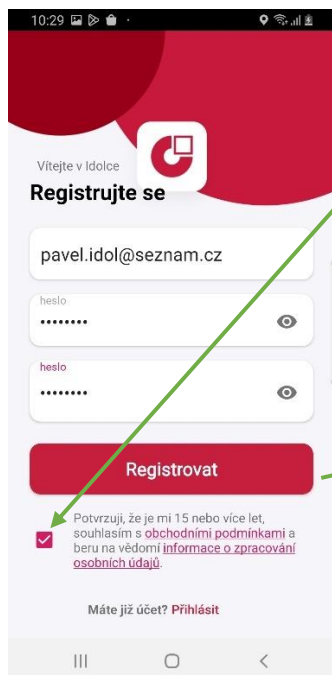 10:29
Vítejte v Idolce
Registrujte se
pavel.idol@seznam.cz
heslo
••••••••
heslo
••••••••
Registrovat
Potvrzuji, že je mi 15 nebo více let,
souhlasím s obchodními podmínkami a
beru na vědomí informace o zpracování
osobních údajů.
Máte již účet? Přihlásit